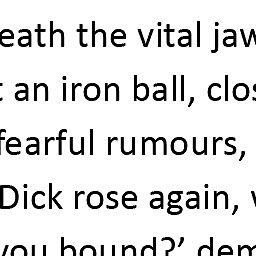 eath the vital jaw
t an iron ball, clos
fearful rumours,
Dick rose again, w
you bound?’ dem